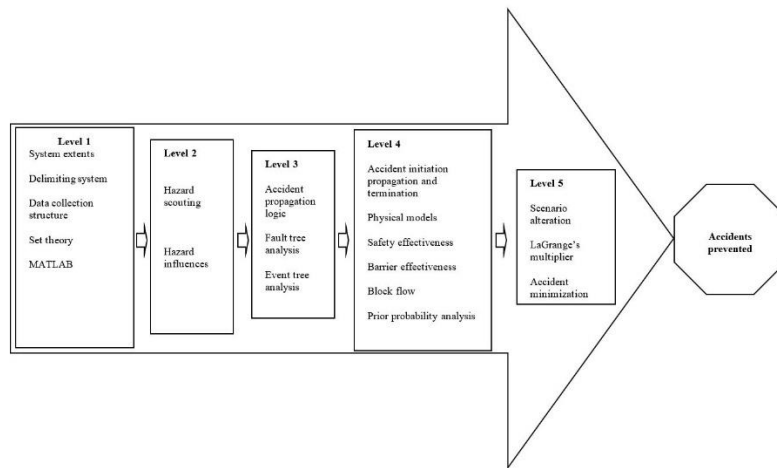 Level 1
System extents
Delimiting system
Data collection
structure
Set theory
MATLAB
Level 2
Hazard
scouting
Hazard
influences
Level 3
Accident
propagation
logic
Fault tree
analysis
Event tree
analysis
Level 4
Accident initiation
propagation and
termination
Physical models
Safety effectiveness
Barrier effectiveness
Block flow
Prior probability analysis
Level 5
Scenario
alteration
LaGrange's
multiplier
Accident
minimization
Accidents
prevented